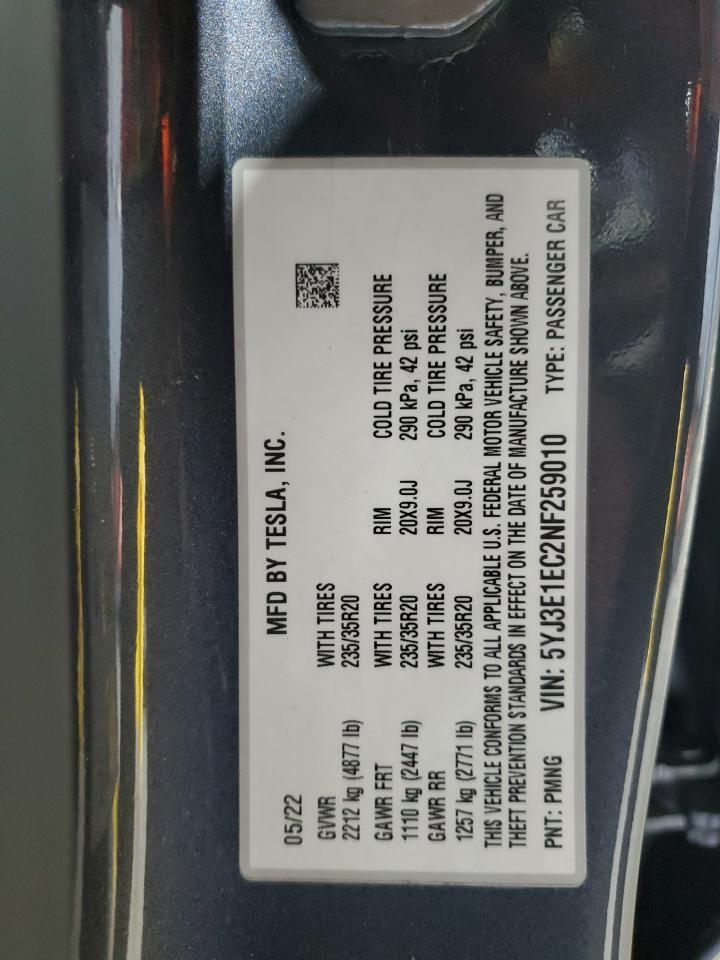 MFD BY TESLA, INC.
05/22
GVWR WITH TIRES
2212 kg (4877 lb) 235/35R20
GAWR FRT WITH TIRES RIM COLD TIRE PRESSURE
1110 kg (2447 lb) 235/35R20 20X9.0J 290 kPa, 42 psi
GAWR RR WITH TIRES RIM COLD TIRE PRESSURE
1257 kg (2771 lb) 235/35R20 20X9.0J 290 kPa, 42 psi
THIS VEHICLE CONFORMS TO ALL APPLICABLE U.S. FEDERAL MOTOR VEHICLE SAFETY, BUMPER, AND
THEFT PREVENTION STANDARDS IN EFFECT ON THE DATE OF MANUFACTURE SHOWN ABOVE.
PNT: PMNG VIN: 5YJ3E1EC2NF259010 TYPE: PASSENGER CAR